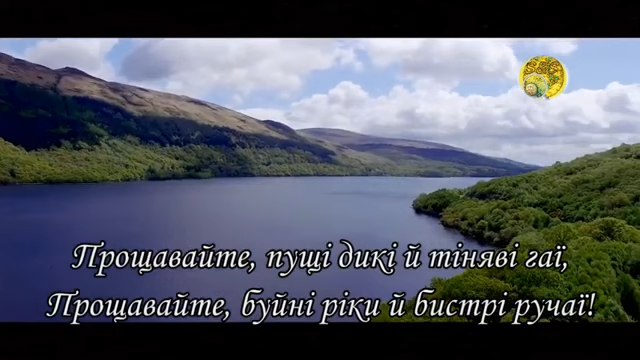 Прощавайте, пущі дикі й тіняві гаї,
Прощавайте, буйні ріки й бистрі ручаї!